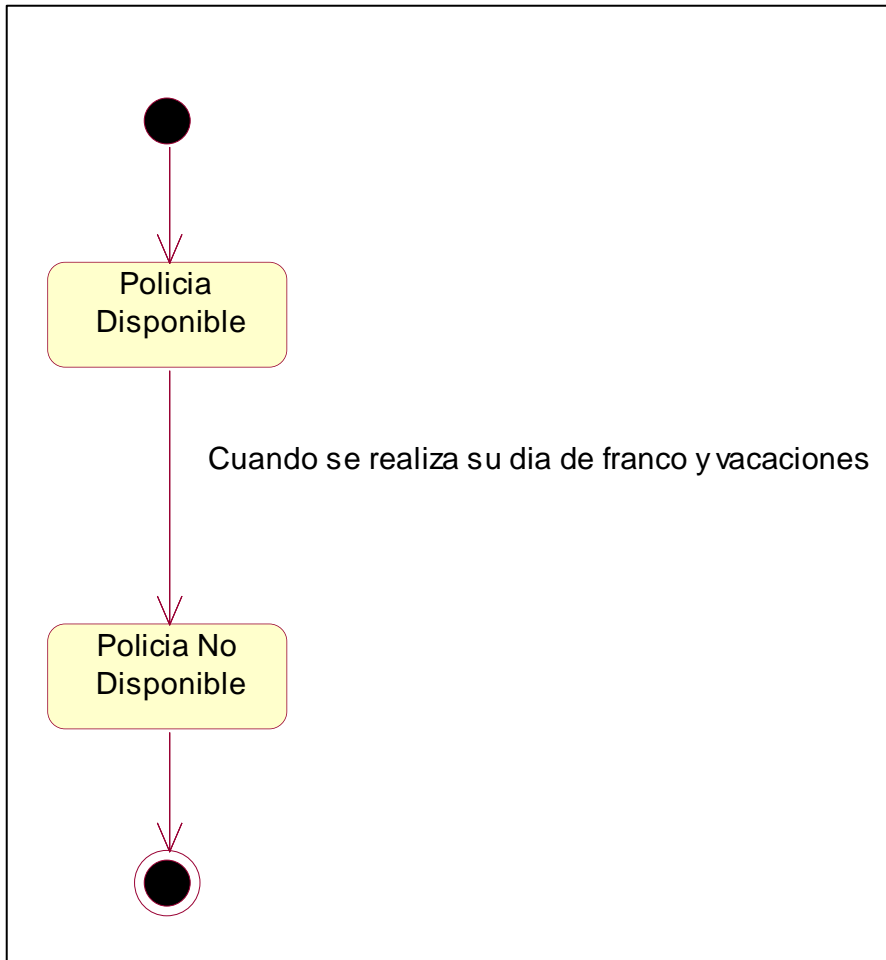 Policia
Disponible
Cuando se realiza su dia de franco y vacaciones
Policia No
Disponible